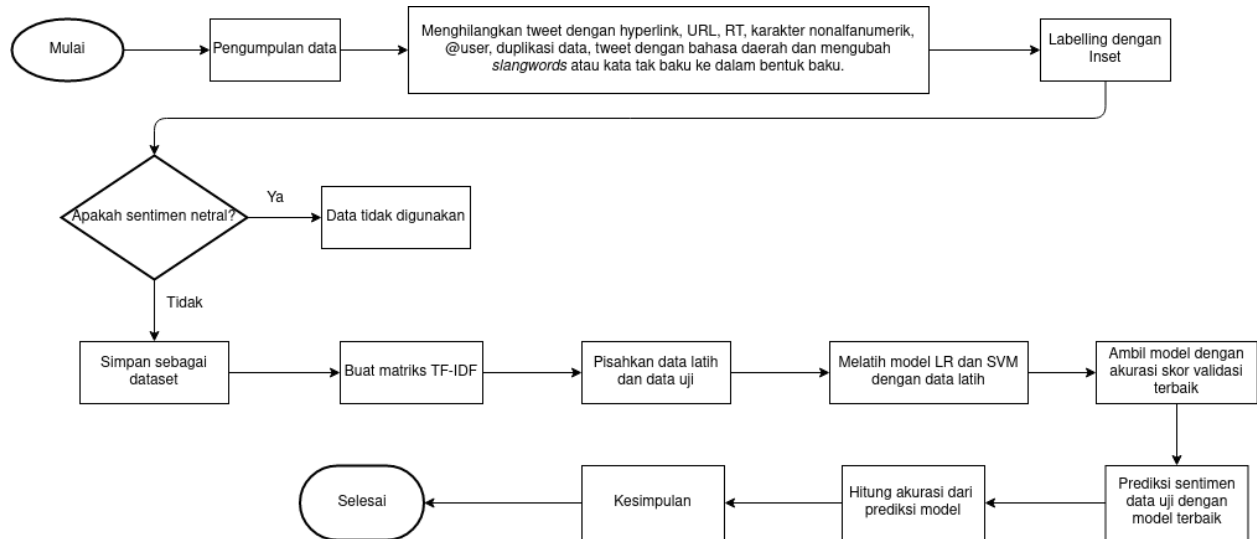 Mulai
Pengumpulan data
Menghilangkan tweet dengan hyperlink, URL, RT, karakter nonalfanumerik,
@user, duplikasi data, tweet dengan bahasa daerah dan mengubah
slangwords atau kata tak baku ke dalam bentuk baku.
Labelling dengan
Inset
Apakah sentimen netral?
Ya
Data tidak digunakan
Tidak
Simpan sebagai
dataset
Buat matriks TF-IDF
Pisahkan data latih
dan data uji
Melatih model LR dan SVM
dengan data latih
Ambil model dengan
akurasi skor validasi
terbaik
Prediksi sentimen
data uji dengan
model terbaik
Hitung akurasi dari
prediksi model
Kesimpulan
Selesai